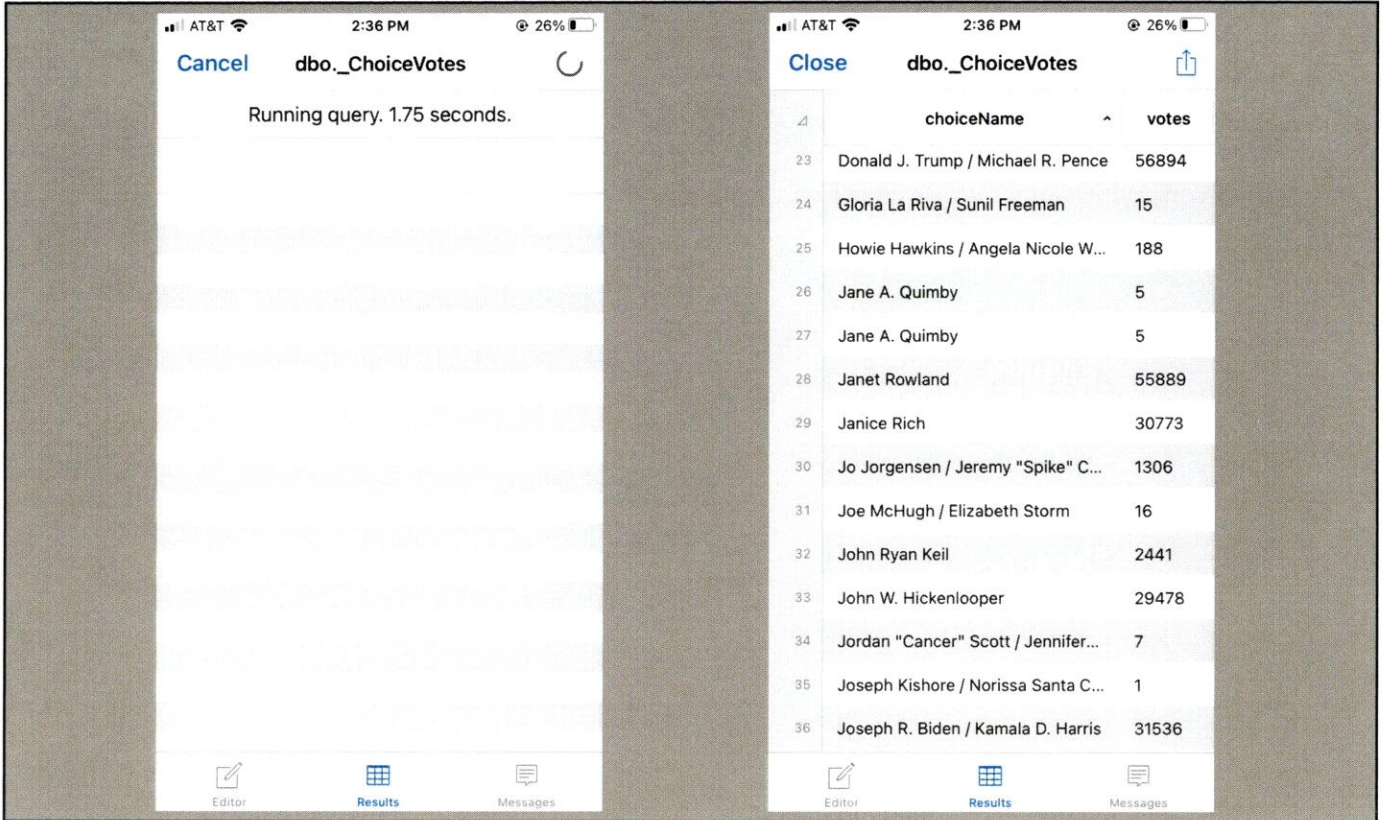 AT&T 2:36 PM 26%
Cancel dbo._ChoiceVotes
Running query. 1.75 seconds.
Editor Results Messages
AT&T 2:36 PM 26%
Close dbo._ChoiceVotes
choiceName votes
23 Donald J. Trump / Michael R. Pence 56894
24 Gloria La Riva / Sunil Freeman 15
25 Howie Hawkins / Angela Nicole W... 188
26 Jane A. Quimby 5
27 Jane A. Quimby 5
28 Janet Rowland 55889
29 Janice Rich 30773
30 Jo Jorgensen / Jeremy "Spike" C... 1306
31 Joe McHugh / Elizabeth Storm 16
32 John Ryan Keil 2441
33 John W. Hickenlooper 29478
34 Jordan "Cancer" Scott / Jennifer... 7
35 Joseph Kishore / Norissa Santa C... 1
36 Joseph R. Biden / Kamala D. Harris 31536
Editor Results Messages